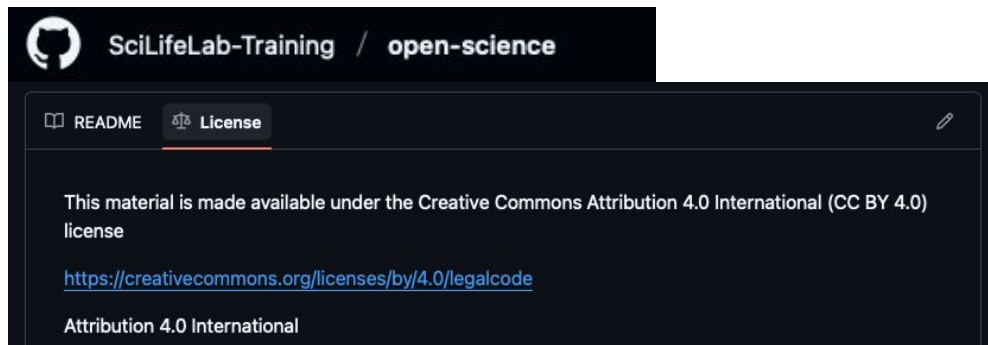 SciLifeLab-Training / open-science
README License
This material is made available under the Creative Commons Attribution 4.0 International (CC BY 4.0)
license
https://creativecommons.org/licenses/by/4.0/legalcode
Attribution 4.0 International